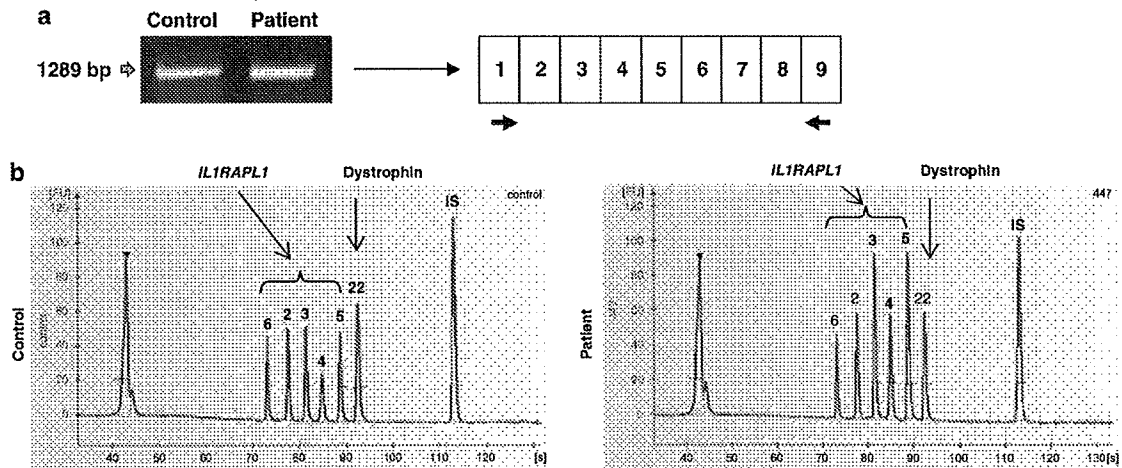 a
Control Patient
1289 bp
1 2 3 4 5 6 7 8 9
b
IL1RAPL1 Dystrophin
control
IS
6 2 3 4 5 22
Control
40 50 60 70 80 90 100 110 120 [s]
IL1RAPL1 Dystrophin
447
IS
6 2 3 4 5 22
Patient
40 50 60 70 80 90 100 110 120 130 [s]